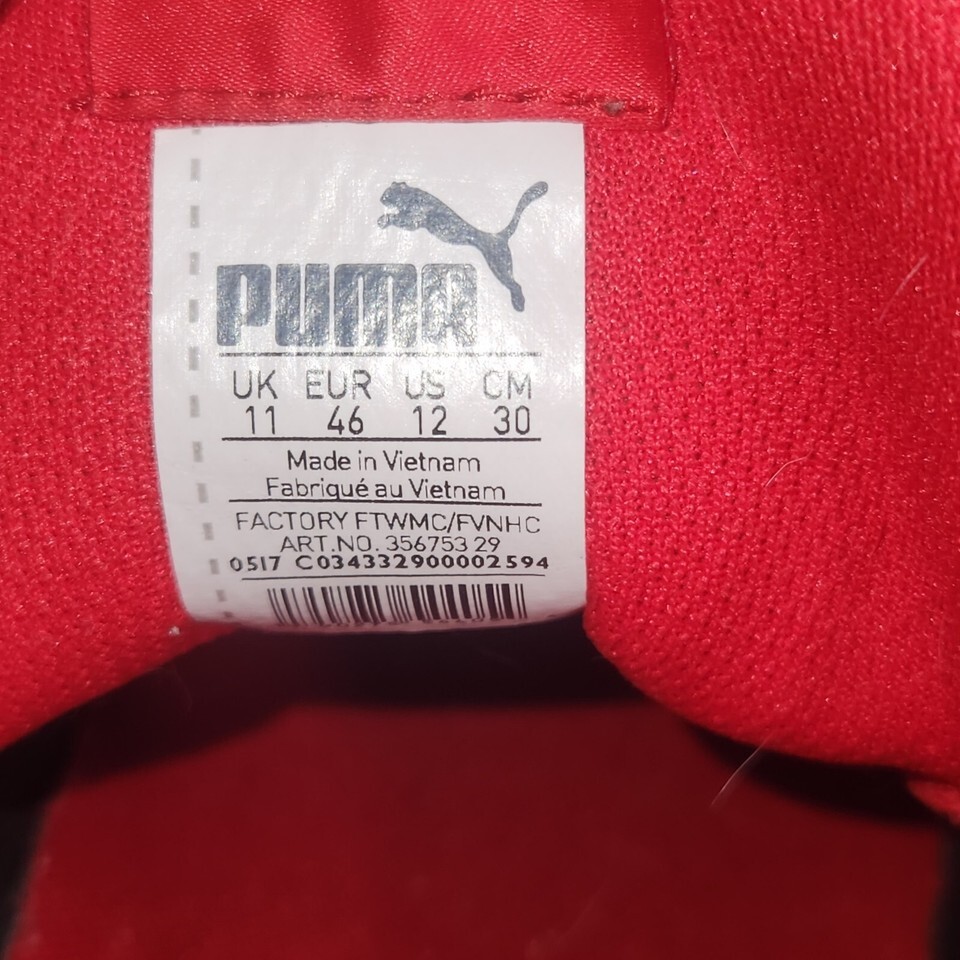 PUMA
UK EUR US CM
11 46 12 30
Made in Vietnam
Fabriqué au Vietnam
FACTORY FTWMC/FVNHC
ART.NO. 356753 29
0517 C034332900002594